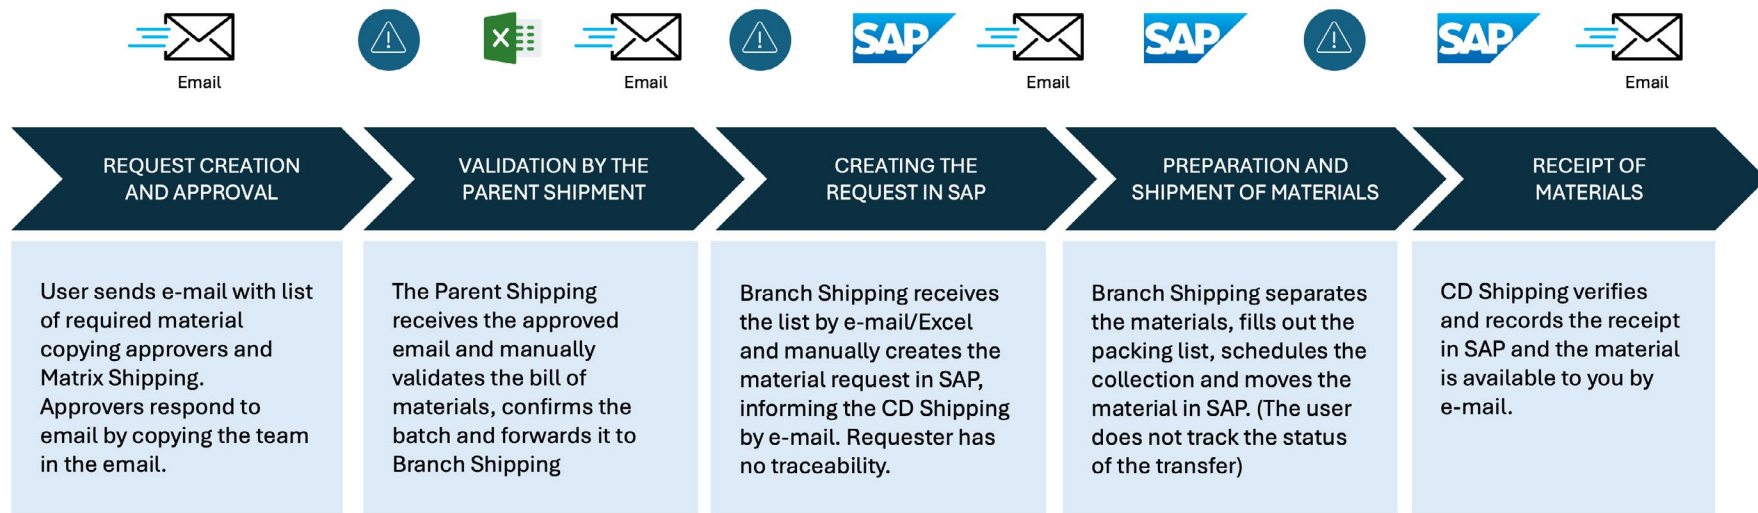 Email
Email
SAP
Email
SAP
SAP
Email
REQUEST CREATION
AND APPROVAL
VALIDATION BY THE
PARENT SHIPMENT
CREATING THE
REQUEST IN SAP
PREPARATION AND
SHIPMENT OF MATERIALS
RECEIPT OF
MATERIALS
User sends e-mail with list
of required material
copying approvers and
Matrix Shipping.
Approvers respond to
email by copying the team
in the email.
The Parent Shipping
receives the approved
email and manually
validates the bill of
materials, confirms the
batch and forwards it to
Branch Shipping
Branch Shipping receives
the list by e-mail/Excel
and manually creates the
material request in SAP,
informing the CD Shipping
by e-mail. Requester has
no traceability.
Branch Shipping separates
the materials, fills out the
packing list, schedules the
collection and moves the
material in SAP. (The user
does not track the status
of the transfer)
CD Shipping verifies
and records the receipt
in SAP and the material
is available to you by
e-mail.